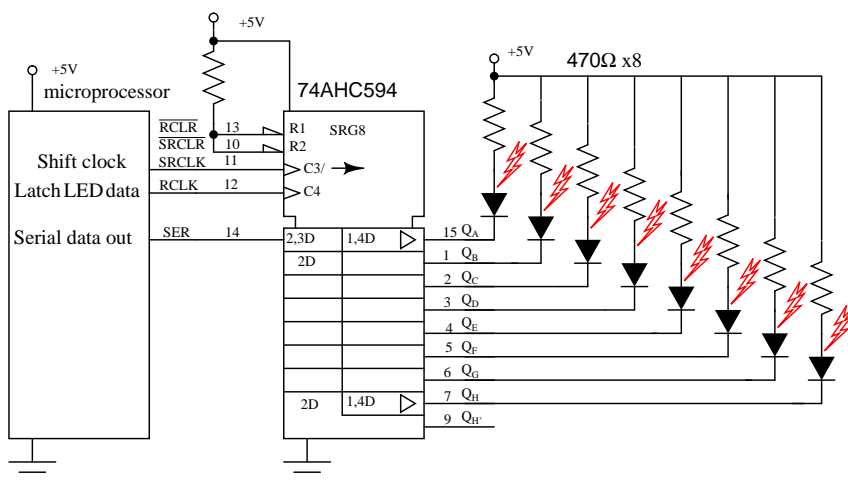 +5V
+5V
470Ω x8
+5V
microprocessor
74AHC594
RCLR 13 R1 SRG8
SRCLR 10 R2
Shift clock SRCLK 11 C3/
Latch LED data RCLK 12 C4
Serial data out SER 14 2,3D 1,4D 15 QA
2D 1 QB
2 QC
3 QD
4 QE
5 QF
6 QG
2D 1,4D 7 QH
9 QH'